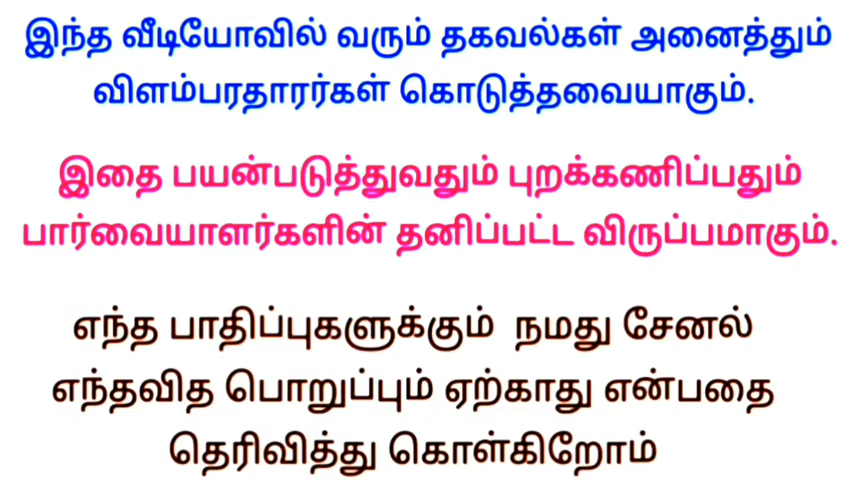 இந்த வீடியோவில் வரும் தகவல்கள் அனைத்தும்
விளம்பரதாரர்கள் கொடுத்தவையாகும்.
இதை பயன்படுத்துவதும் புறக்கணிப்பதும்
பார்வையாளர்களின் தனிப்பட்ட விருப்பமாகும்.
எந்த பாதிப்புகளுக்கும் நமது சேனல்
எந்தவித பொறுப்பும் ஏற்காது என்பதை
தெரிவித்து கொள்கிறோம்